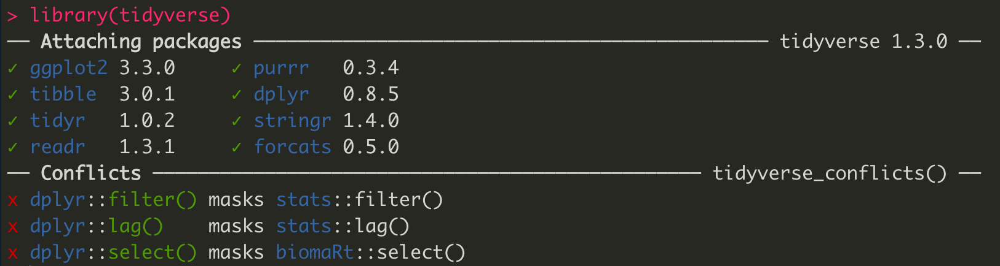 > library(tidyverse)
── Attaching packages ────────────────────────────────────────────── tidyverse 1.3.0 ──
✓ ggplot2 3.3.0     ✓ purrr   0.3.4
✓ tibble  3.0.1     ✓ dplyr   0.8.5
✓ tidyr   1.0.2     ✓ stringr 1.4.0
✓ readr   1.3.1     ✓ forcats 0.5.0
── Conflicts ───────────────────────────────────────────────── tidyverse_conflicts() ──
x dplyr::filter() masks stats::filter()
x dplyr::lag()    masks stats::lag()
x dplyr::select() masks biomaRt::select()